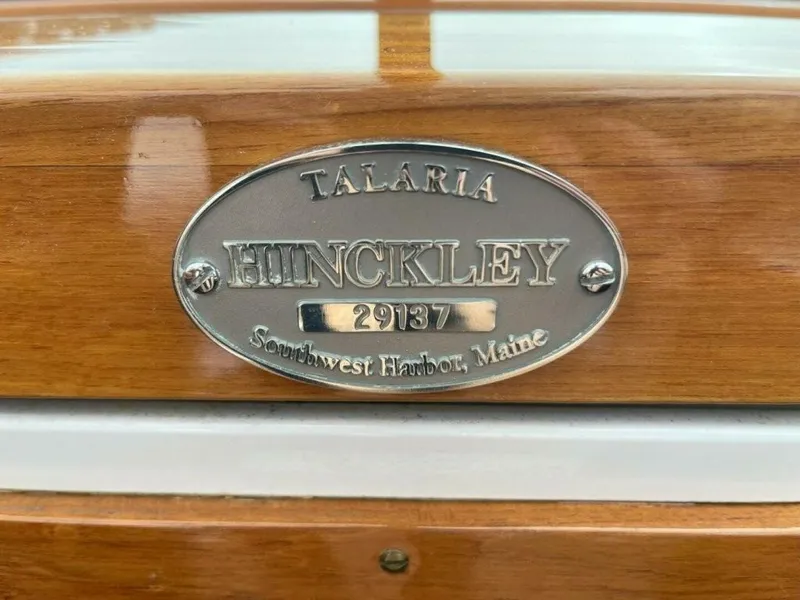 TALARIA
HINCKLEY
29137
Southwest Harbor, Maine